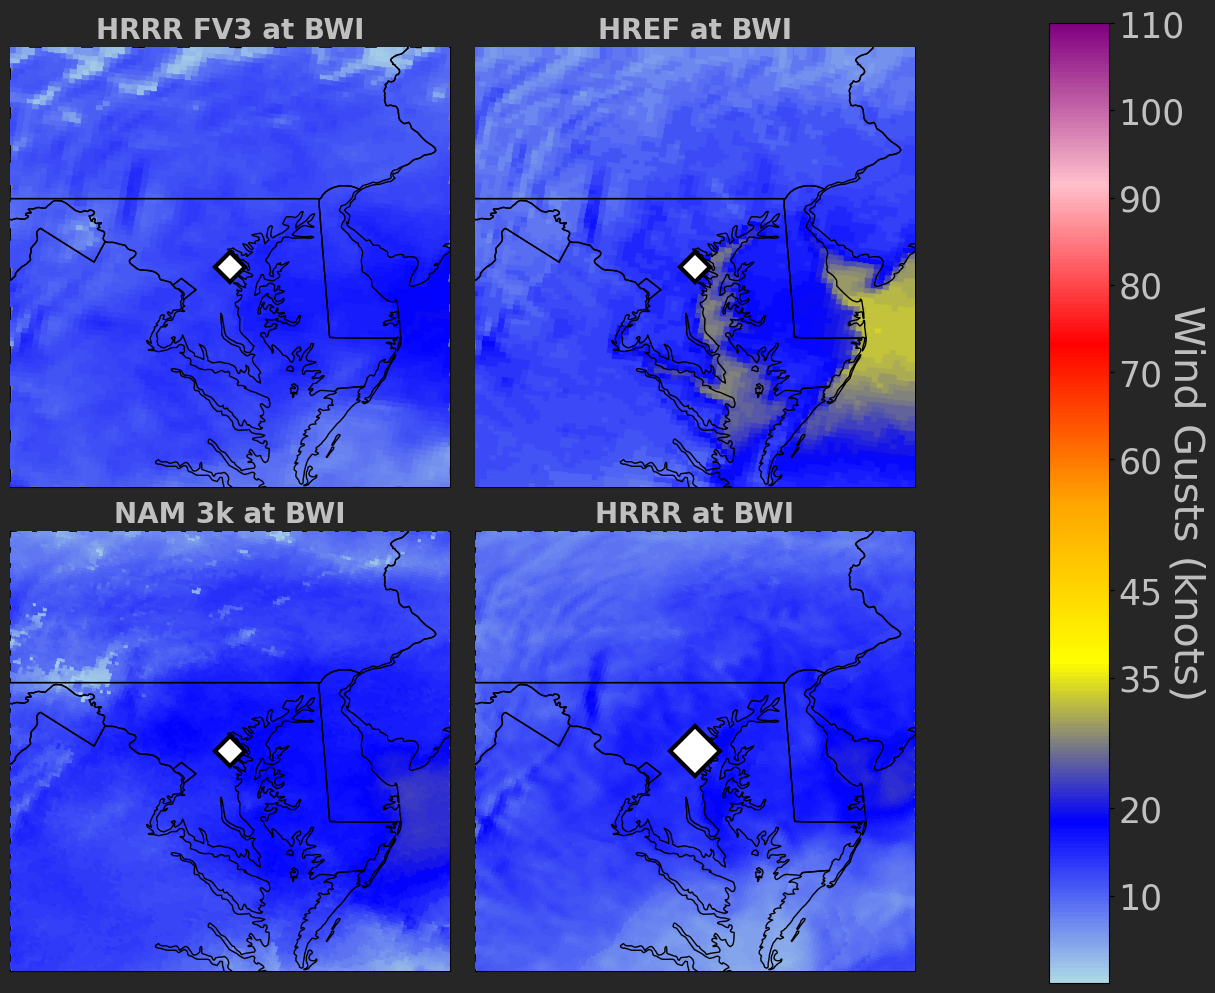 HRRR FV3 at BWI
HREF at BWI
NAM 3k at BWI
HRRR at BWI
110
100
90
80
70
60
45
35
20
10
Wind Gusts (knots)